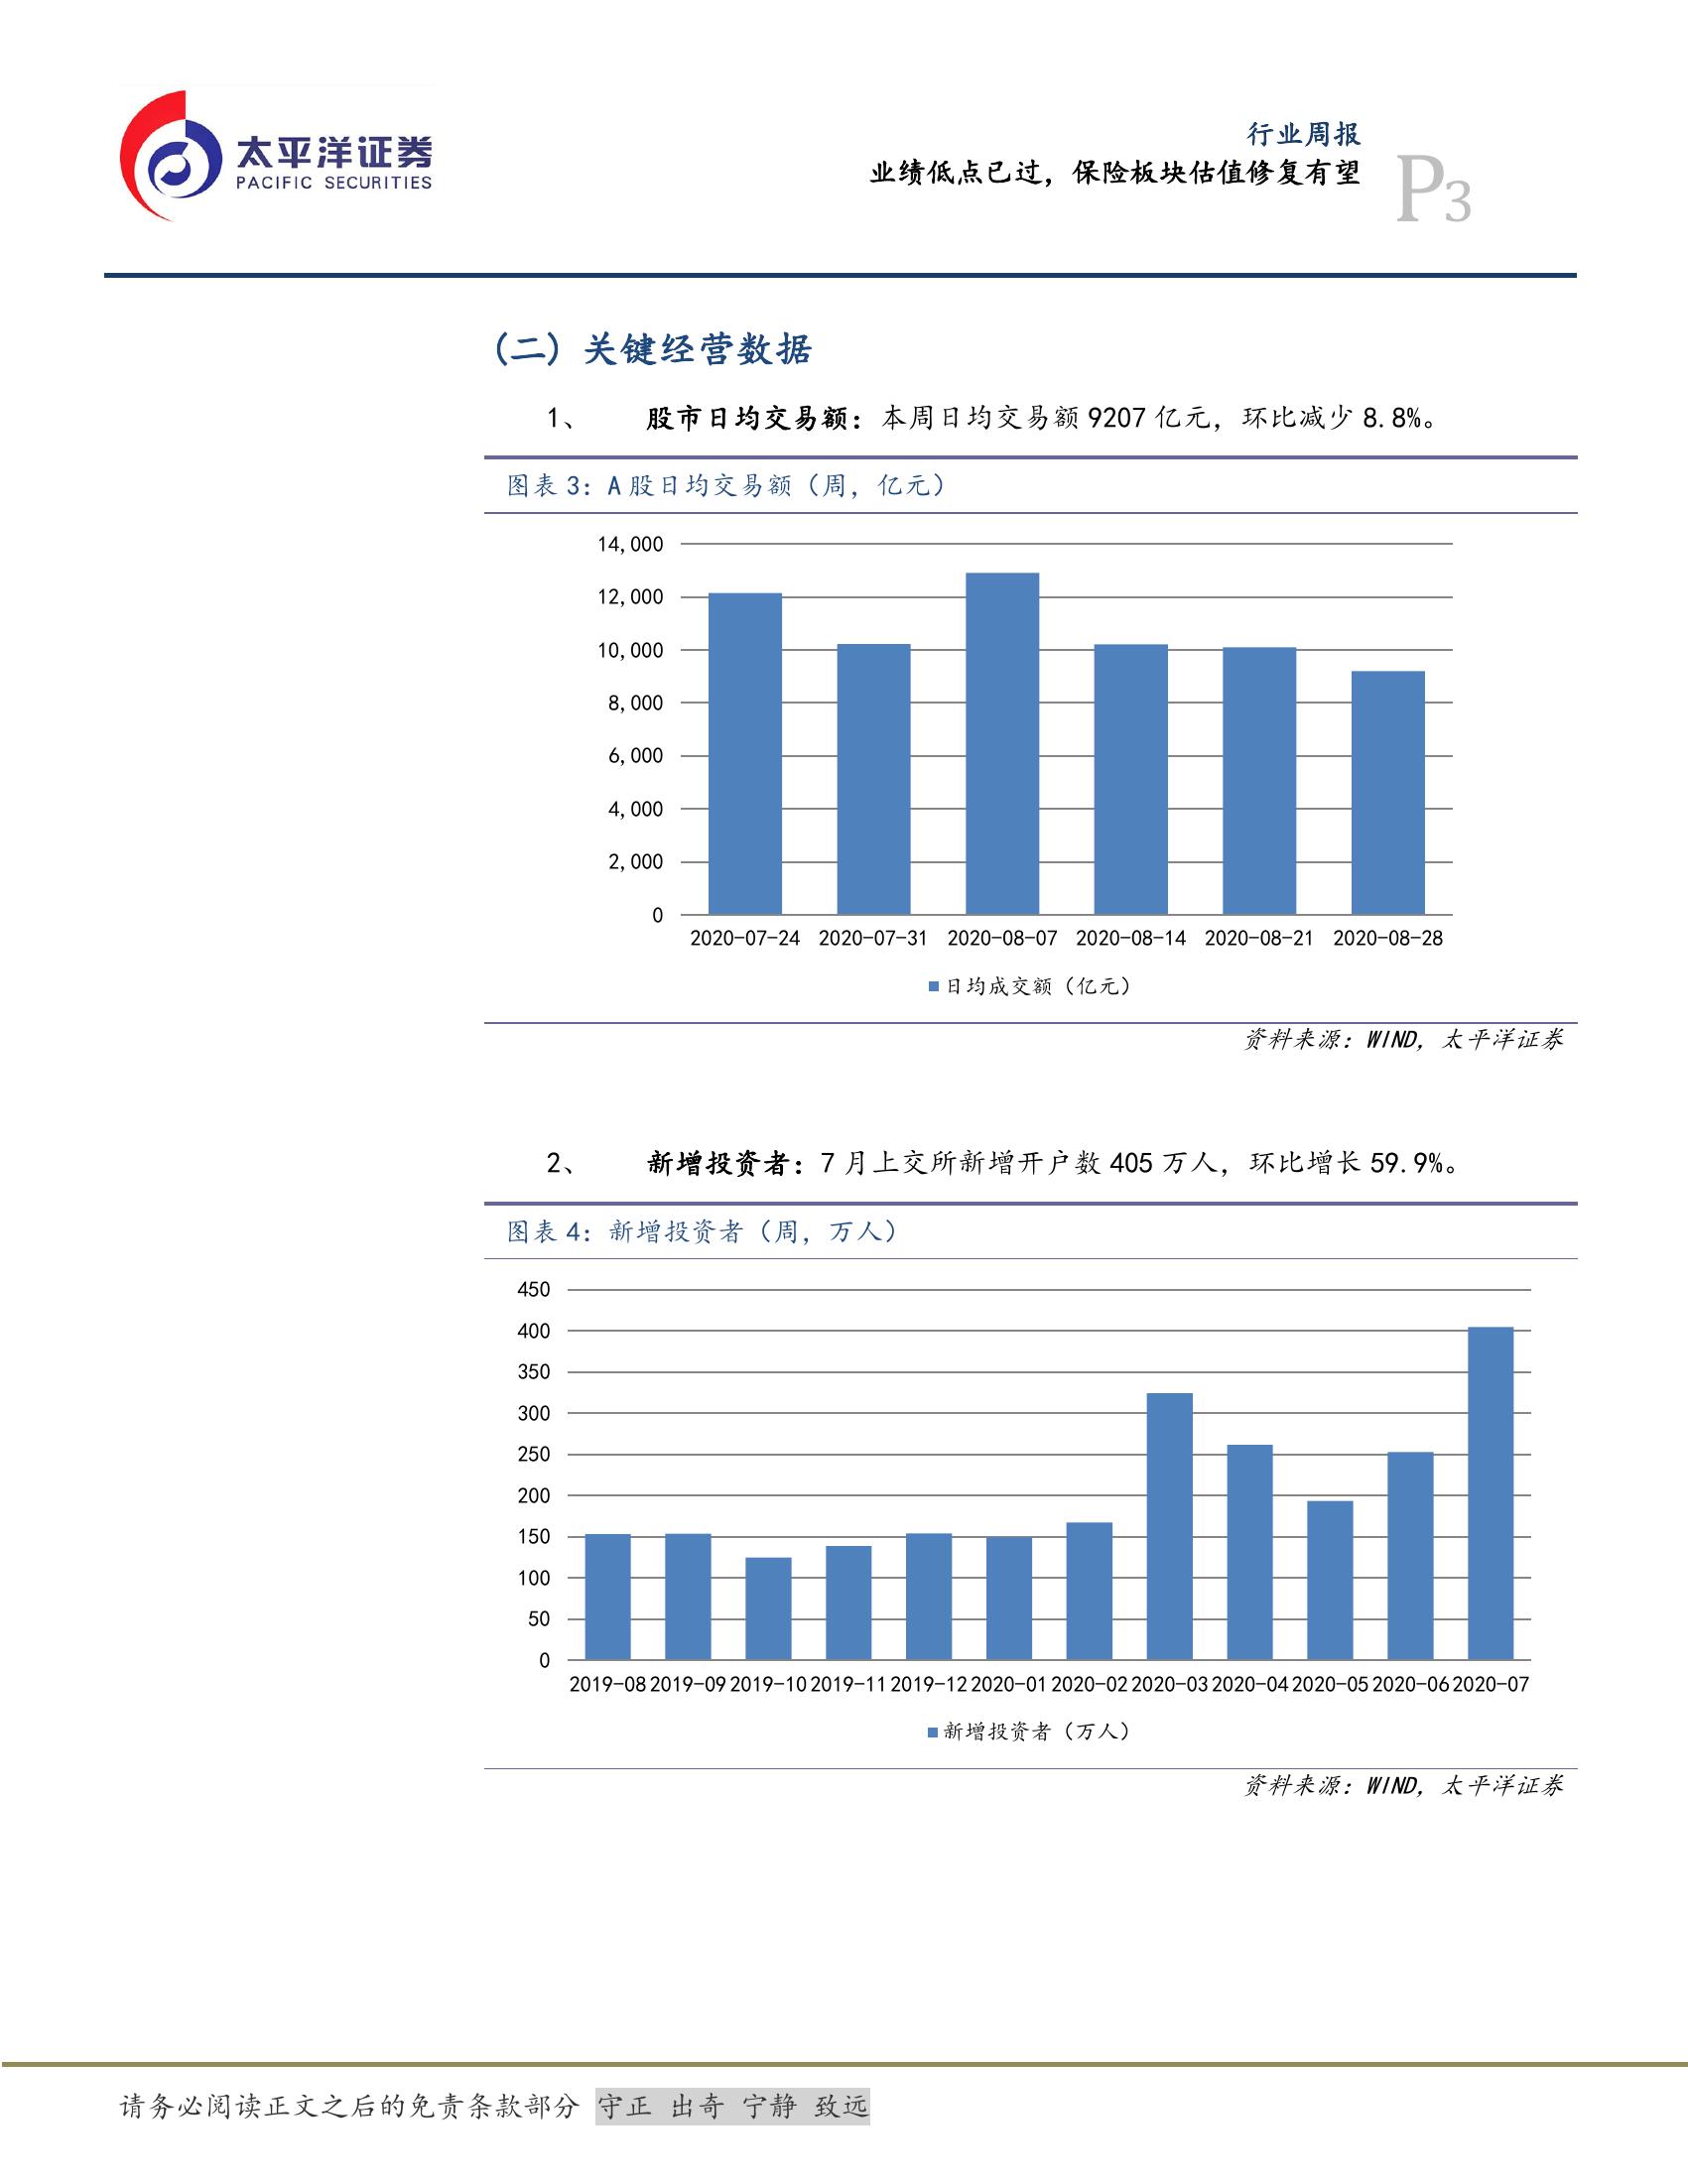 太平洋证券
PACIFIC SECURITIES
行业周报
业绩低点已过，保险板块估值修复有望
P3
(二) 关键经营数据
1、 股市日均交易额：本周日均交易额 9207 亿元，环比减少 8.8%。
图表 3：A 股日均交易额（周，亿元）
14,000
12,000
10,000
8,000
6,000
4,000
2,000
0
2020-07-24 2020-07-31 2020-08-07 2020-08-14 2020-08-21 2020-08-28
日均成交额（亿元）
资料来源：WIND，太平洋证券
2、 新增投资者：7 月上交所新增开户数 405 万人，环比增长 59.9%。
图表 4：新增投资者（周，万人）
450
400
350
300
250
200
150
100
50
0
2019-08 2019-09 2019-10 2019-11 2019-12 2020-01 2020-02 2020-03 2020-04 2020-05 2020-06 2020-07
新增投资者（万人）
资料来源：WIND，太平洋证券
请务必阅读正文之后的免责条款部分 守正 出奇 宁静 致远